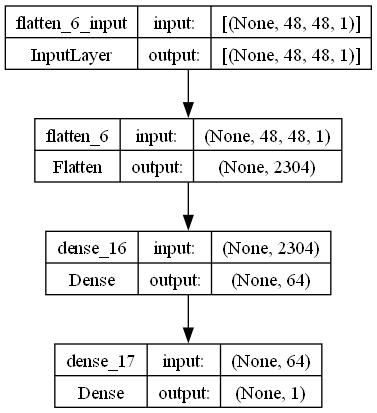 flatten_6_input input: [(None, 48, 48, 1)]
InputLayer output: [(None, 48, 48, 1)]
flatten_6 input: (None, 48, 48, 1)
Flatten output: (None, 2304)
dense_16 input: (None, 2304)
Dense output: (None, 64)
dense_17 input: (None, 64)
Dense output: (None, 1)